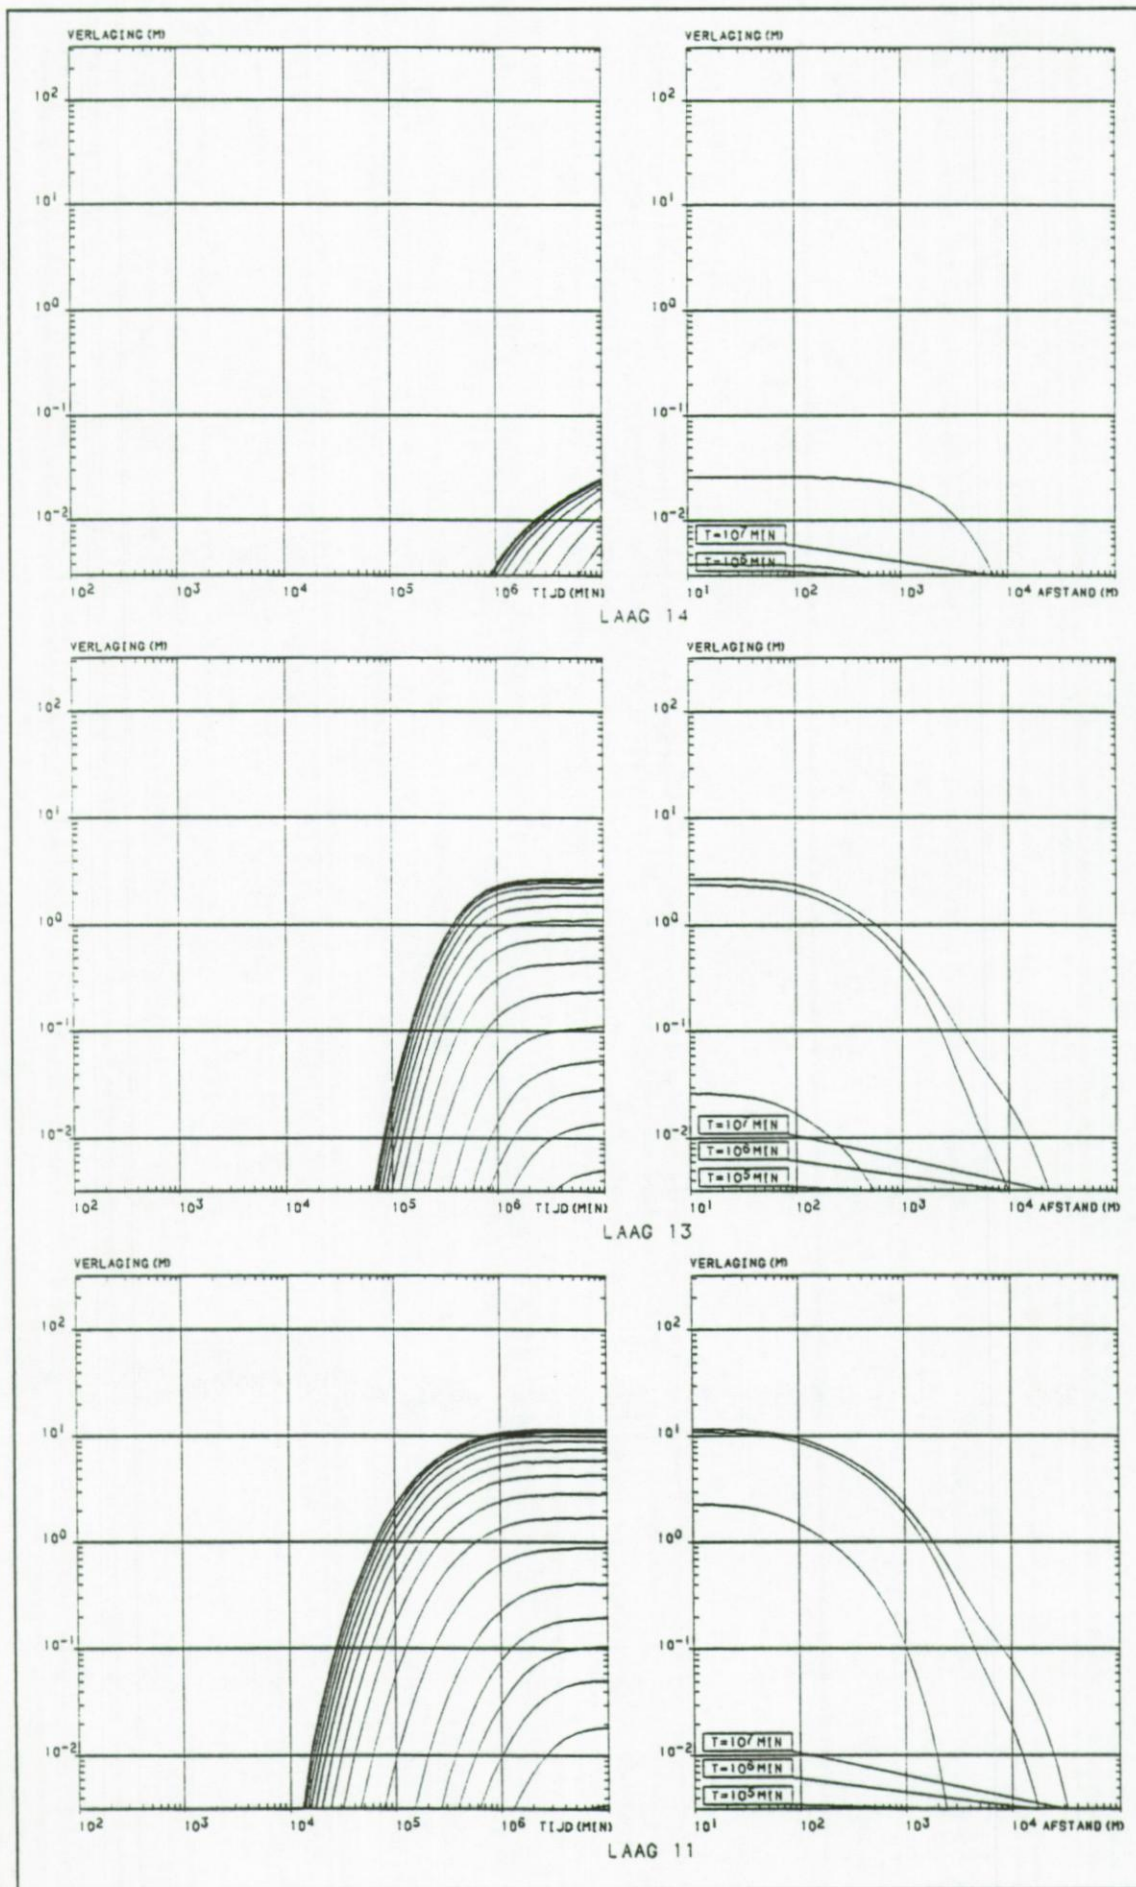 VERLAGING (M) VERLAGING (M)
10² 10²
10¹ 10¹
10⁰ 10⁰
10⁻¹ 10⁻¹
10⁻² 10⁻²
T=10⁷ MIN
T=10⁶ MIN
10² 10³ 10⁴ 10⁵ 10⁶ TIJD (MIN) 10¹ 10² 10³ 10⁴ AFSTAND (M)
LAAG 14
VERLAGING (M) VERLAGING (M)
10² 10²
10¹ 10¹
10⁰ 10⁰
10⁻¹ 10⁻¹
10⁻² 10⁻²
T=10⁷ MIN
T=10⁶ MIN
T=10⁵ MIN
10² 10³ 10⁴ 10⁵ 10⁶ TIJD (MIN) 10¹ 10² 10³ 10⁴ AFSTAND (M)
LAAG 13
VERLAGING (M) VERLAGING (M)
10² 10²
10¹ 10¹
10⁰ 10⁰
10⁻¹ 10⁻¹
10⁻² 10⁻²
T=10⁷ MIN
T=10⁶ MIN
T=10⁵ MIN
10² 10³ 10⁴ 10⁵ 10⁶ TIJD (MIN) 10¹ 10² 10³ 10⁴ AFSTAND (M)
LAAG 11